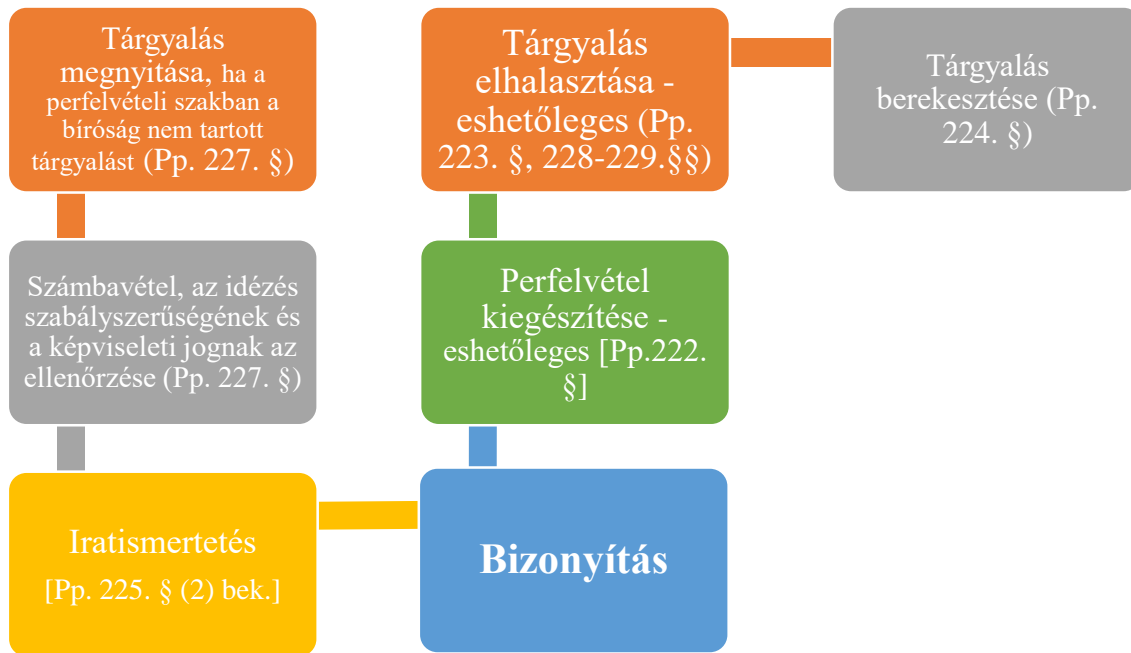 Tárgyalás
megnyitása, ha a
perfelvételi szakban a
bíróság nem tartott
tárgyalást (Pp. 227. §)
Számbavétel, az idézés
szabályszerűségének és
a képviseleti jognak az
ellenőrzése (Pp. 227. §)
Iratismertetés
[Pp. 225. § (2) bek.]
Bizonyítás
Perfelvétel
kiegészítése -
eshetőleges [Pp.222.
§]
Tárgyalás
elhalasztása -
eshetőleges (Pp.
223. §, 228-229.§§)
Tárgyalás
berekesztése (Pp.
224. §)